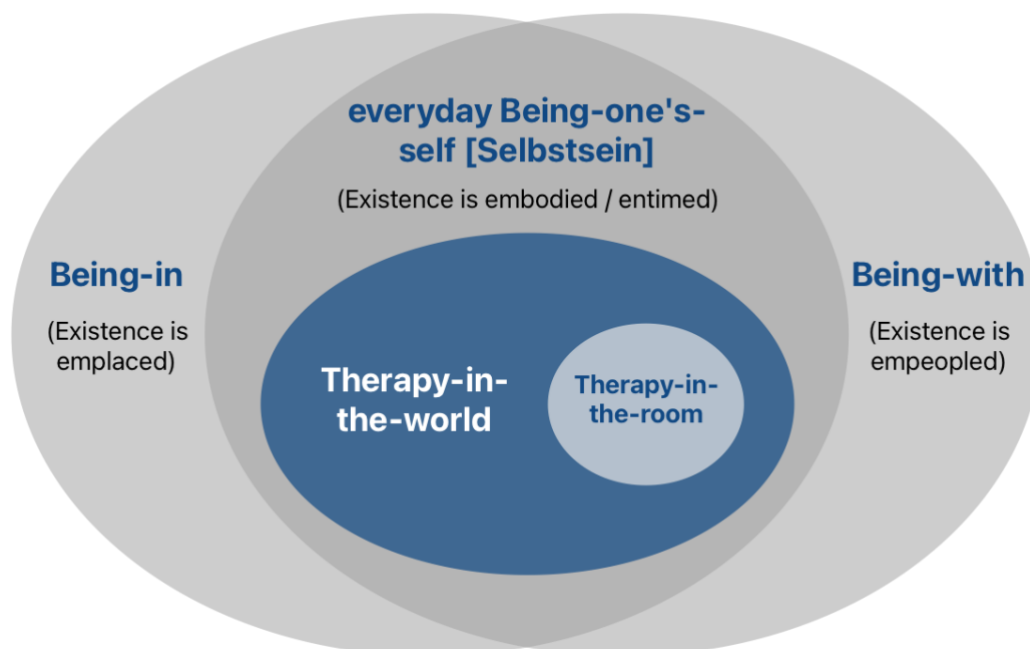 everyday Being-one's-
self [Selbstsein]
(Existence is embodied / entimed)
Being-in
(Existence is
emplaced)
Therapy-in-
the-world
Therapy-in-
the-room
Being-with
(Existence is
empeopled)